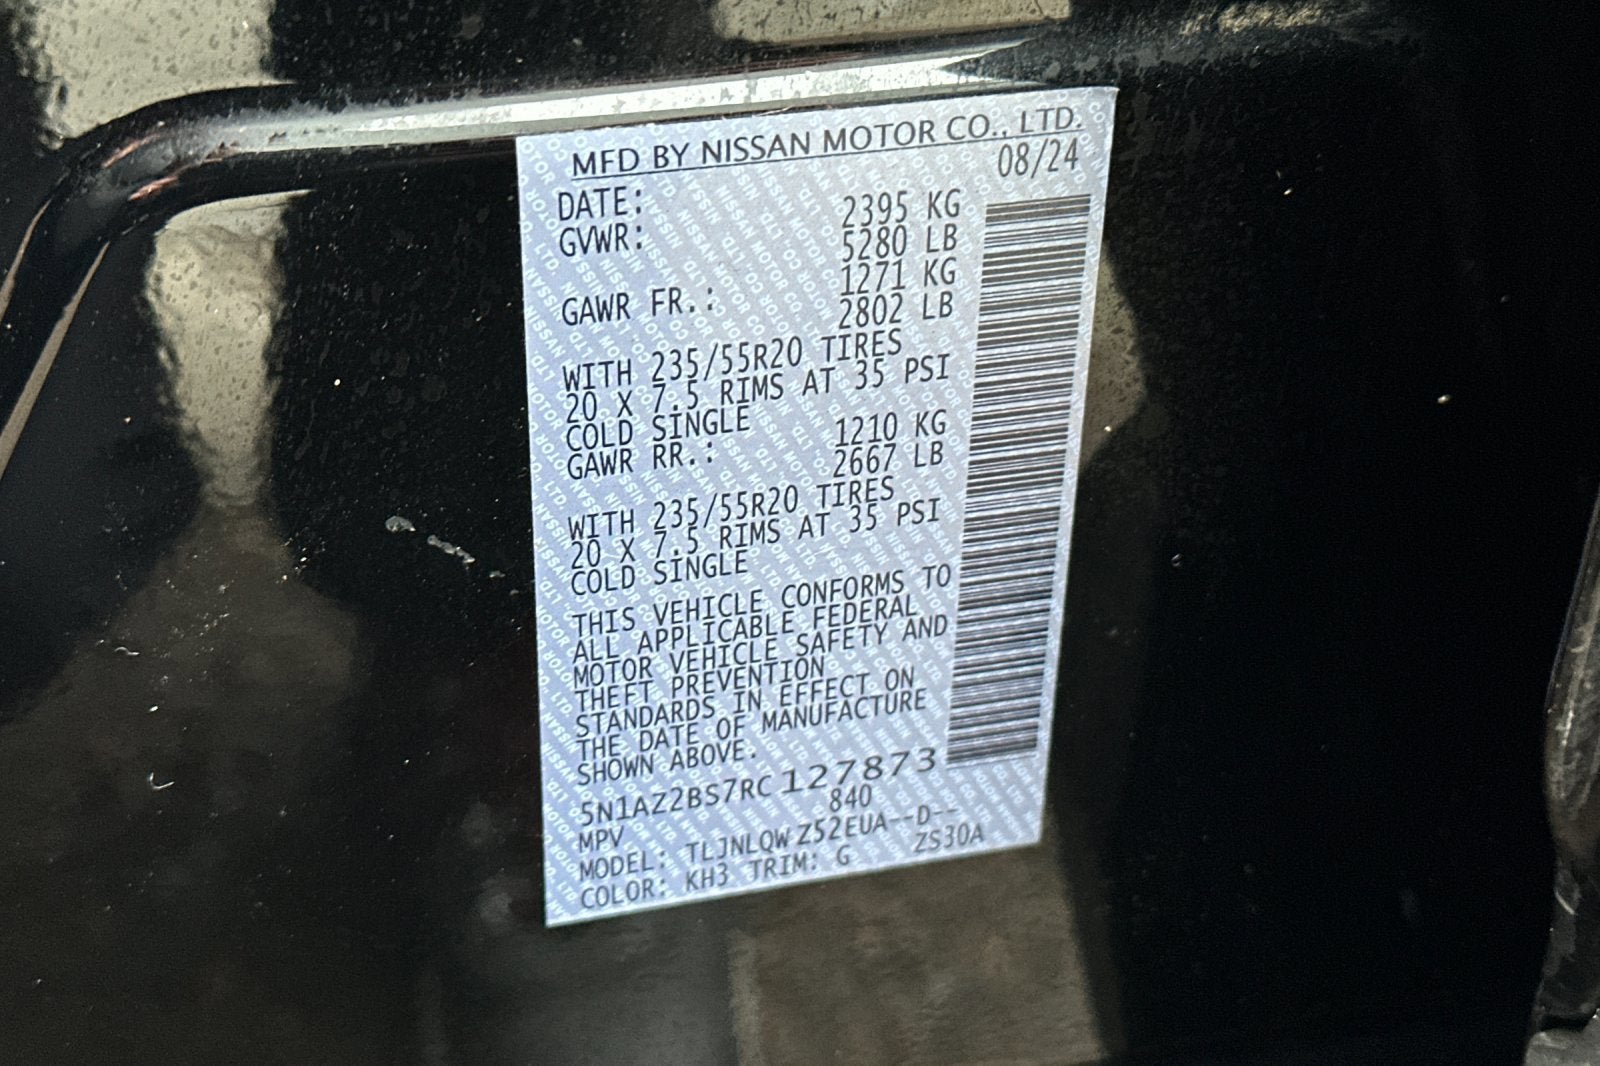 MFD BY NISSAN MOTOR CO., LTD.
DATE: 08/24
GVWR: 2395 KG
5280 LB
GAWR FR.: 1271 KG
2802 LB
WITH 235/55R20 TIRES
20 X 7.5 RIMS AT 35 PSI
COLD SINGLE
GAWR RR.: 1210 KG
2667 LB
WITH 235/55R20 TIRES
20 X 7.5 RIMS AT 35 PSI
COLD SINGLE
THIS VEHICLE CONFORMS TO
ALL APPLICABLE FEDERAL
MOTOR VEHICLE SAFETY AND
THEFT PREVENTION
STANDARDS IN EFFECT ON
THE DATE OF MANUFACTURE
SHOWN ABOVE.
5N1AZ2BS7RC127873
MPV 840
MODEL: TLJNLQWZ52EUA--D--
COLOR: KH3 TRIM: G ZS30A